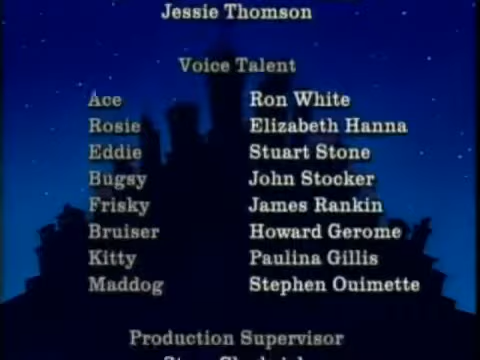 Jessie Thomson
Voice Talent
Ace Ron White
Rosie Elizabeth Hanna
Eddie Stuart Stone
Bugsy John Stocker
Frisky James Rankin
Bruiser Howard Gerome
Kitty Paulina Gillis
Maddog Stephen Ouimette
Production Supervisor